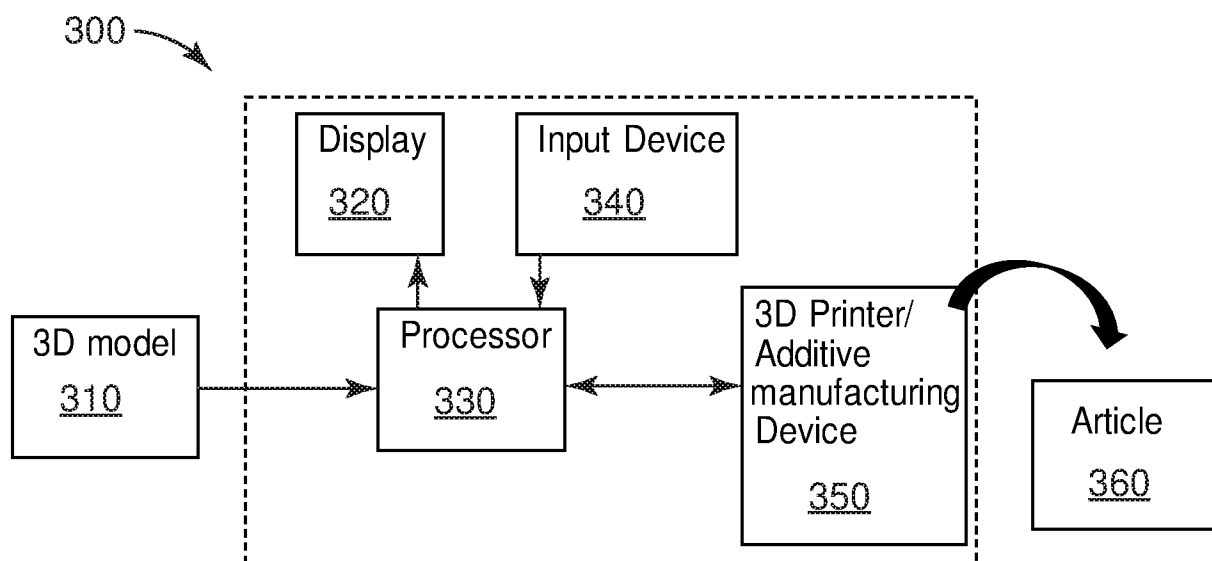 300
Display
320
Input Device
340
3D model
310
Processor
330
3D Printer/
Additive
manufacturing
Device
350
Article
360